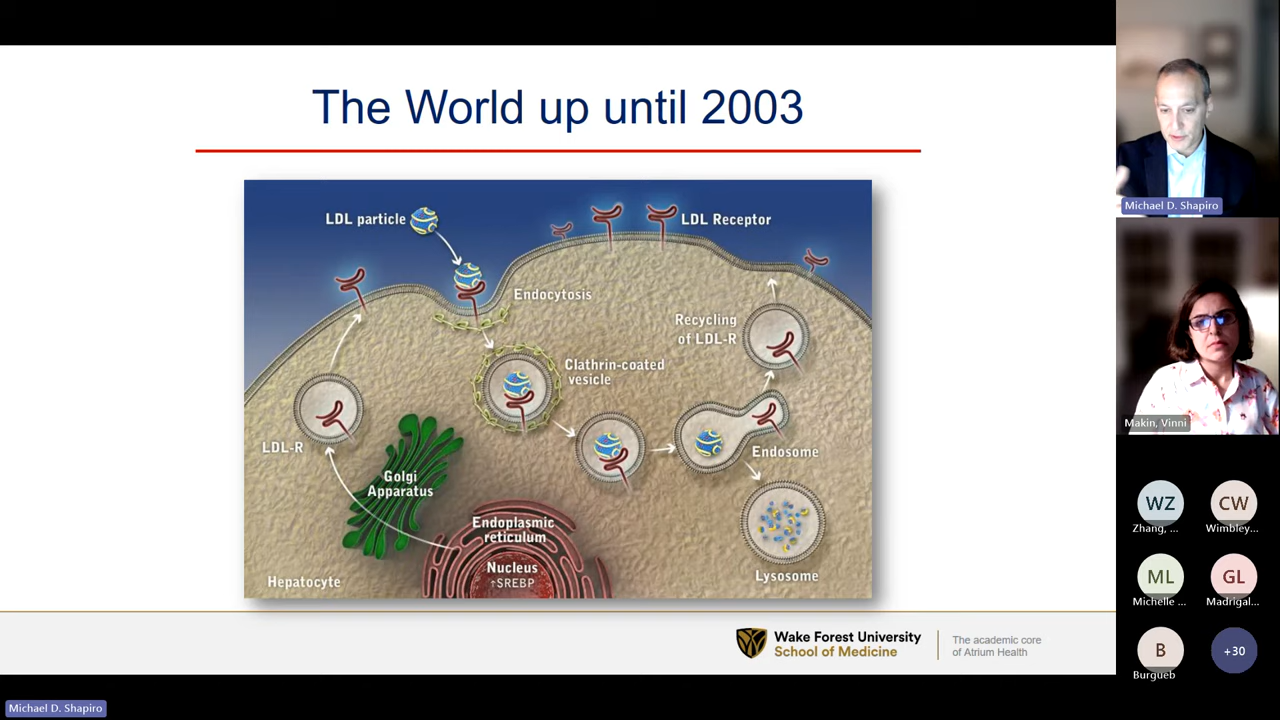 The World up until 2003
LDL particle
LDL Receptor
Endocytosis
Recycling
of LDL-R
Clathrin-coated
vesicle
LDL-R
Golgi
Apparatus
Endosome
Endoplasmic
reticulum
Nucleus
↑SREBP
Lysosome
Hepatocyte
Wake Forest University
School of Medicine
The academic core
of Atrium Health
Michael D. Shapiro
Michael D. Shapiro
Makin, Vinni
WZ
Zhang, ...
CW
Wimbley...
ML
Michelle ...
GL
Madrigal...
B
Burgueb
+30